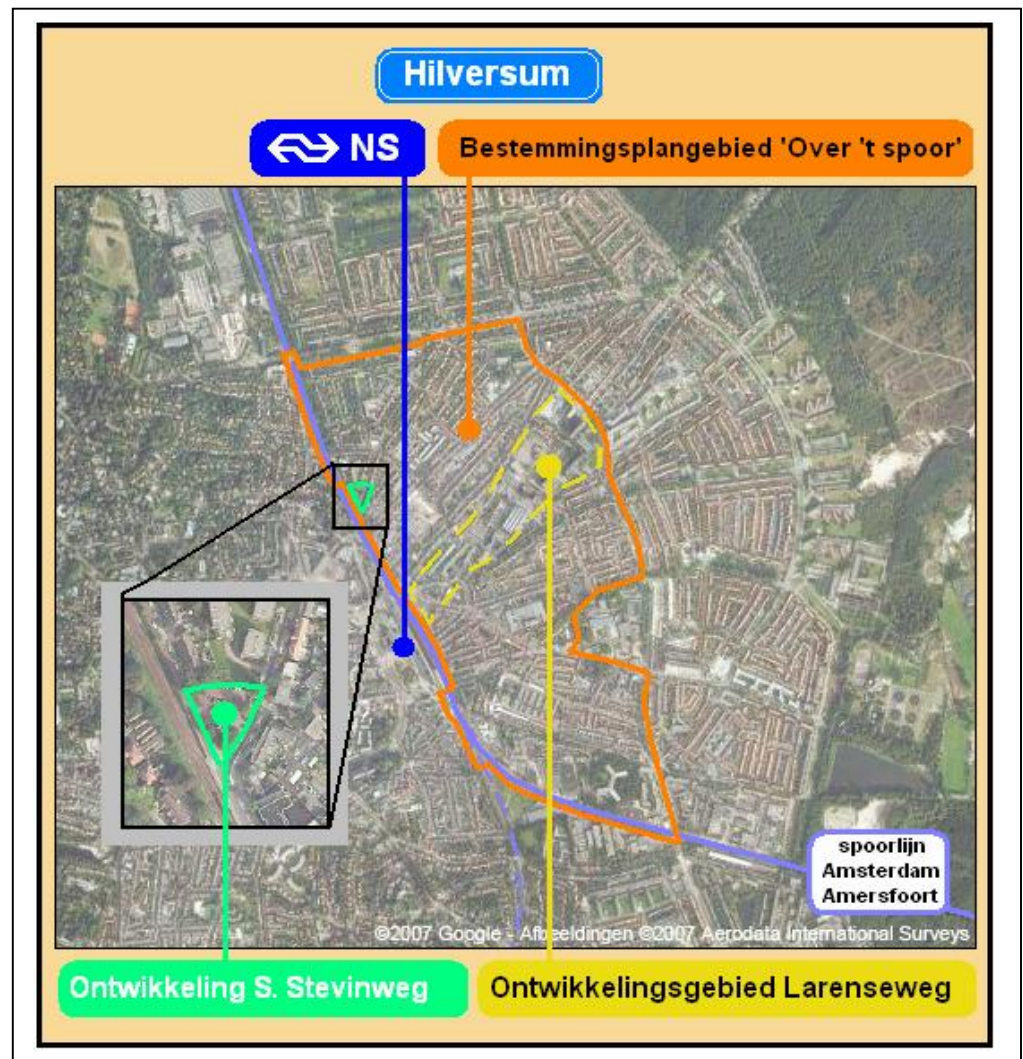 Hilversum
NS
Bestemmingsplangebied 'Over 't spoor'
spoorlijn
Amsterdam
Amersfoort
©2007 Google - Afbeeldingen ©2007 Aerodata International Surveys
Ontwikkeling S. Stevinweg
Ontwikkelingsgebied Larenseweg